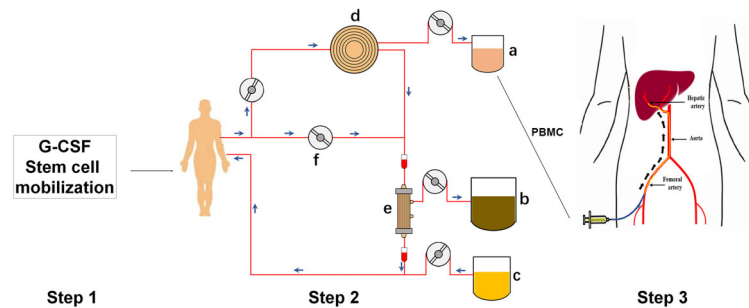 G-CSF
Stem cell
mobilization
d
a
f
e
b
c
PBMC
Hepatic
artery
Aorta
Femoral
artery
Step 1
Step 2
Step 3